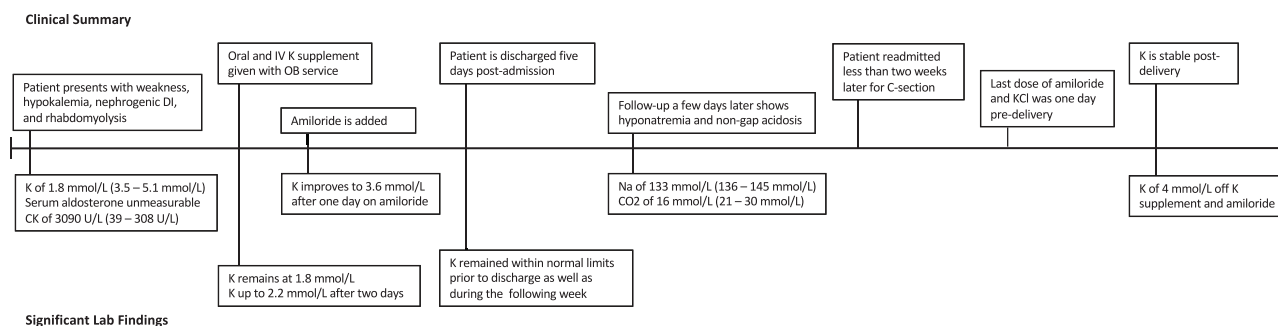 Clinical Summary
Patient presents with weakness,
hypokalemia, nephrogenic DI,
and rhabdomyolysis
Oral and IV K supplement
given with OB service
Amiloride is added
Patient is discharged five
days post-admission
Follow-up a few days later shows
hyponatremia and non-gap acidosis
Patient readmitted
less than two weeks
later for C-section
Last dose of amiloride
and KCl was one day
pre-delivery
K is stable post-
delivery
K of 1.8 mmol/L (3.5 – 5.1 mmol/L)
Serum aldosterone unmeasurable
CK of 3090 U/L (39 – 308 U/L)
K remains at 1.8 mmol/L
K up to 2.2 mmol/L after two days
K improves to 3.6 mmol/L
after one day on amiloride
K remained within normal limits
prior to discharge as well as
during the following week
Na of 133 mmol/L (136 – 145 mmol/L)
CO2 of 16 mmol/L (21 – 30 mmol/L)
K of 4 mmol/L off K
supplement and amiloride
Significant Lab Findings